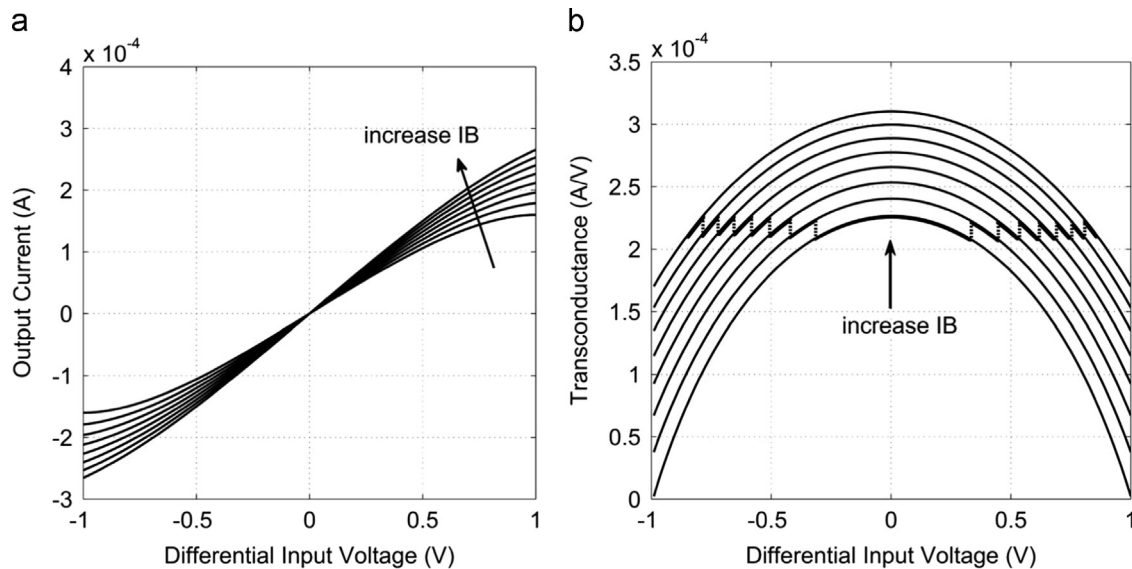 a
x 10-4
4
3
2
1
0
-1
-2
-3
-1
-0.5
0
0.5
1
Output Current (A)
Differential Input Voltage (V)
increase IB
b
x 10-4
3.5
3
2.5
2
1.5
1
0.5
0
-1
-0.5
0
0.5
1
Transconductance (A/V)
Differential Input Voltage (V)
increase IB